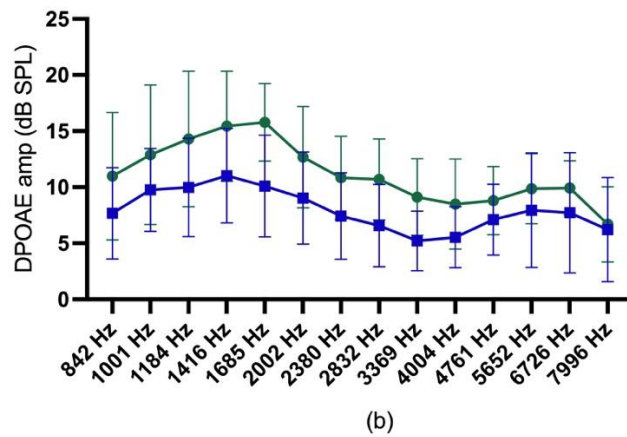 DPOAE amp (dB SPL)
25
20
15
10
5
0
842 Hz
1001 Hz
1184 Hz
1416 Hz
1685 Hz
2002 Hz
2380 Hz
2832 Hz
3369 Hz
4004 Hz
4761 Hz
5652 Hz
6726 Hz
7996 Hz
(b)